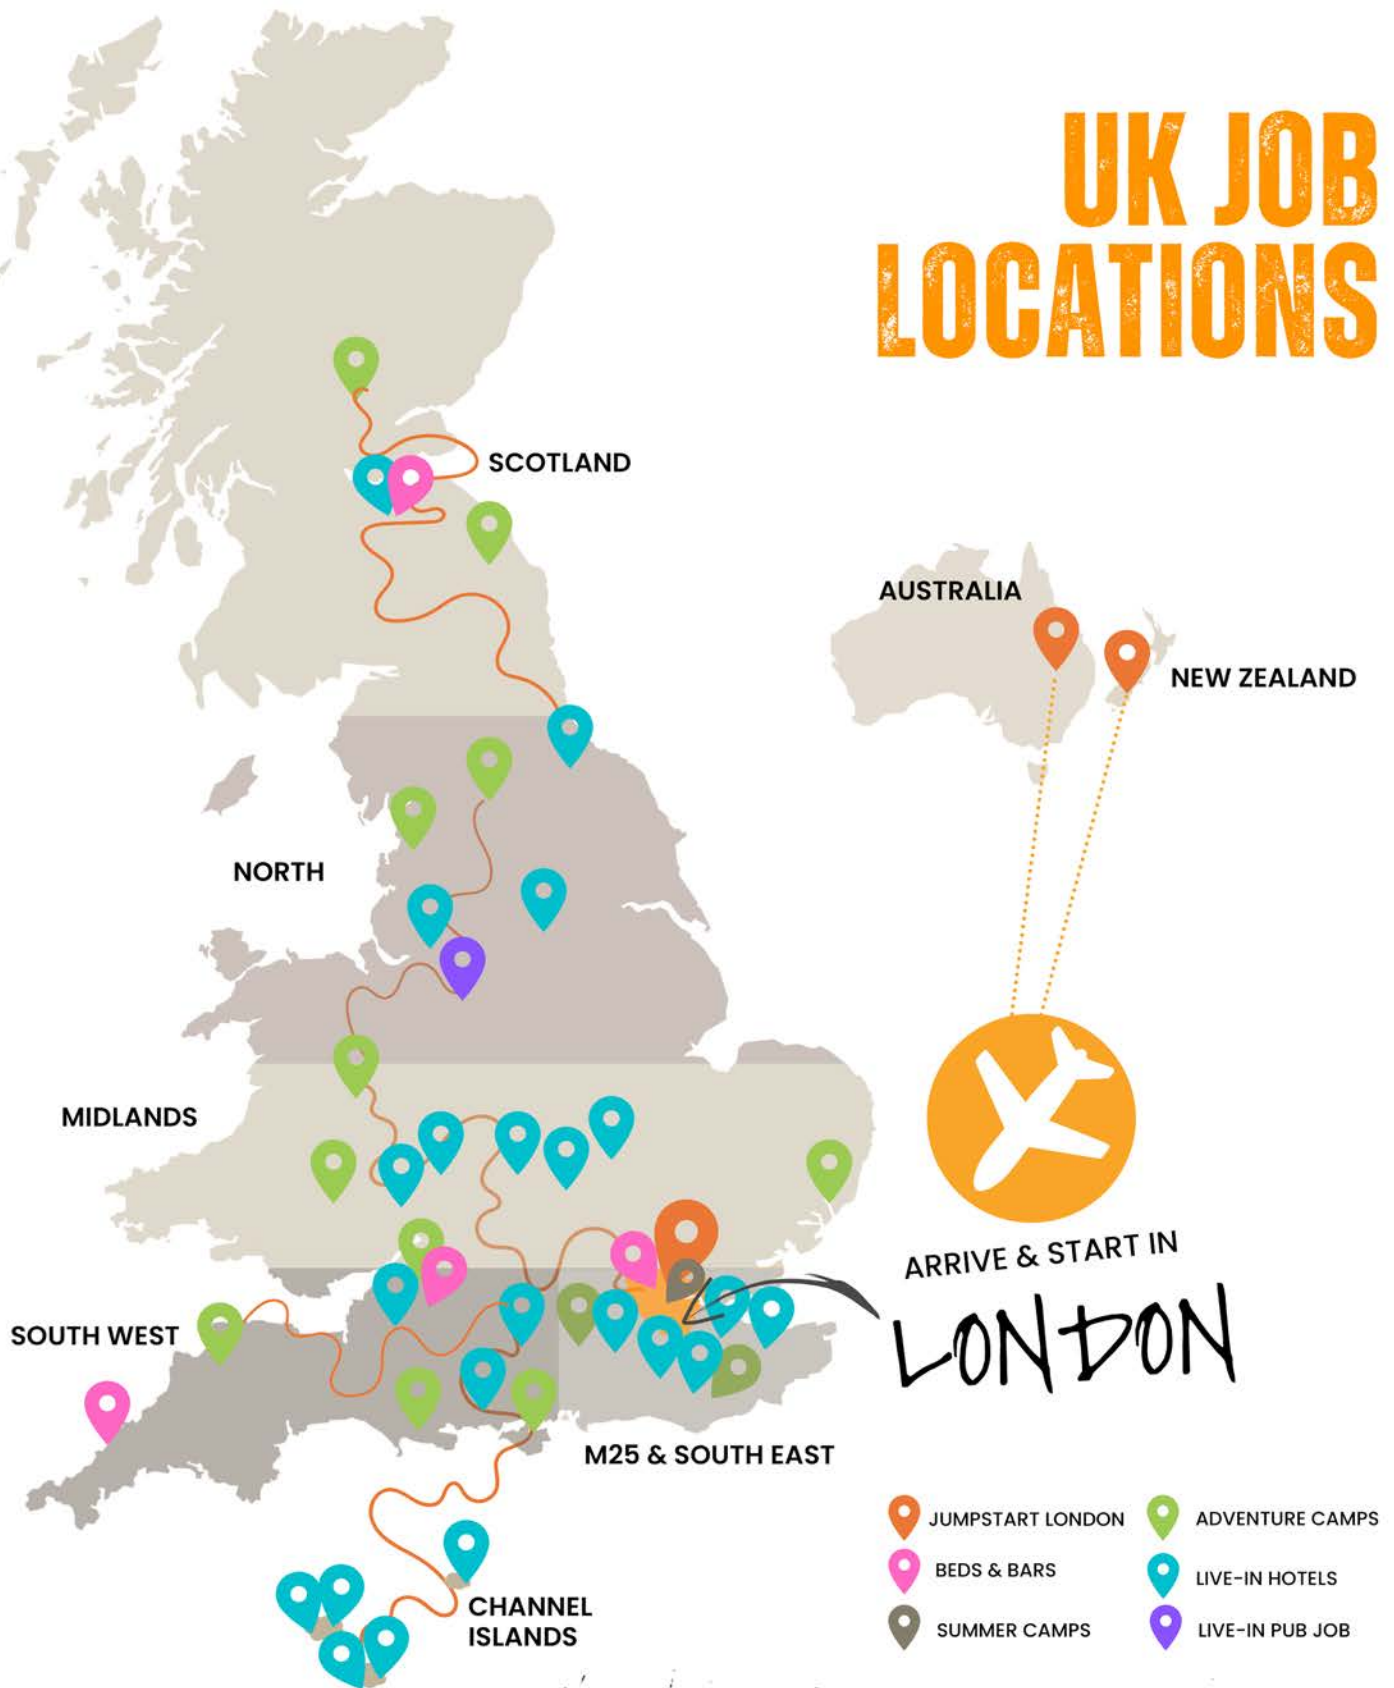 UK JOB
LOCATIONS
SCOTLAND
AUSTRALIA
NEW ZEALAND
NORTH
MIDLANDS
ARRIVE & START IN
LONDON
SOUTH WEST
M25 & SOUTH EAST
CHANNEL
ISLANDS
JUMPSTART LONDON
ADVENTURE CAMPS
BEDS & BARS
LIVE-IN HOTELS
SUMMER CAMPS
LIVE-IN PUB JOB